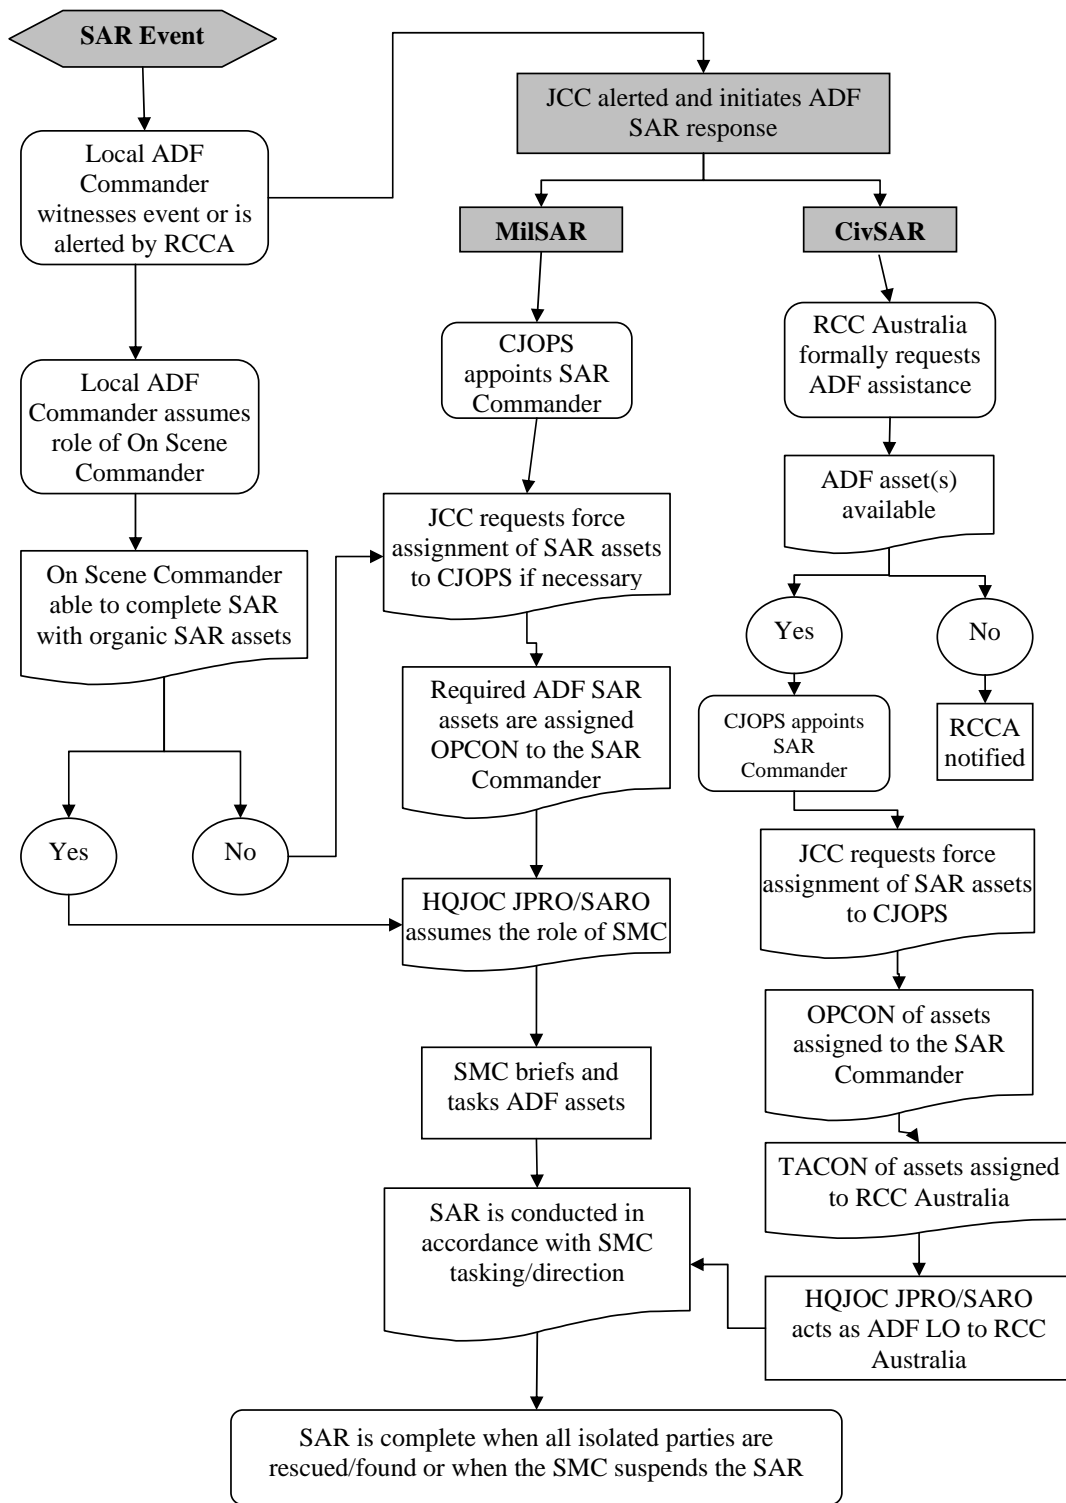 SAR Event
JCC alerted and initiates ADF
SAR response
Local ADF
Commander
witnesses event or is
alerted by RCCA
MilSAR
CivSAR
CJOPS
appoints SAR
Commander
RCC Australia
formally requests
ADF assistance
Local ADF
Commander assumes
role of On Scene
Commander
ADF asset(s)
available
JCC requests force
assignment of SAR assets
to CJOPS if necessary
On Scene Commander
able to complete SAR
with organic SAR assets
Yes
No
Required ADF SAR
assets are assigned
OPCON to the SAR
Commander
CJOPS appoints
SAR
Commander
RCCA
notified
Yes
No
JCC requests force
assignment of SAR assets
to CJOPS
HQJOC JPRO/SARO
assumes the role of SMC
OPCON of assets
assigned to the SAR
Commander
SMC briefs and
tasks ADF assets
TACON of assets assigned
to RCC Australia
SAR is conducted in
accordance with SMC
tasking/direction
HQJOC JPRO/SARO
acts as ADF LO to RCC
Australia
SAR is complete when all isolated parties are
rescued/found or when the SMC suspends the SAR